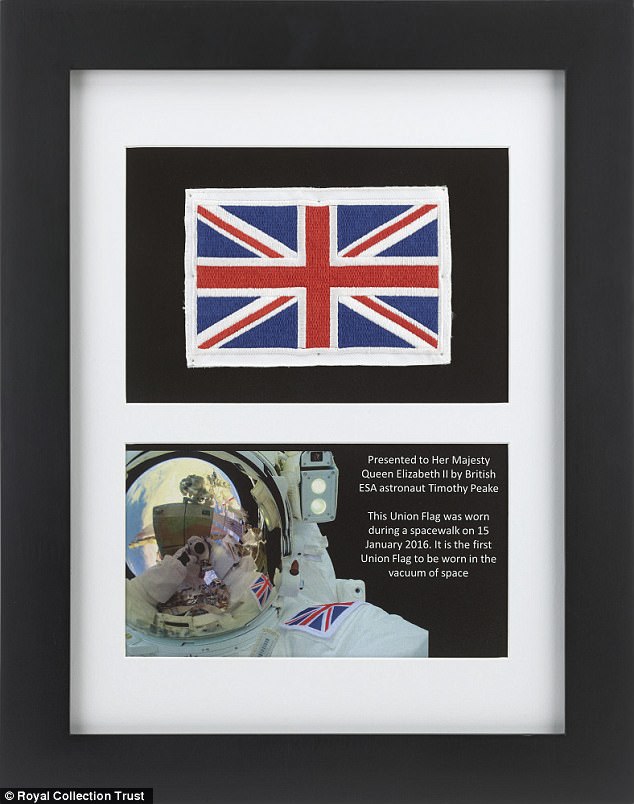 Presented to Her Majesty
Queen Elizabeth II by British
ESA astronaut Timothy Peake
This Union Flag was worn
during a spacewalk on 15
January 2016. It is the first
Union Flag to be worn in the
vacuum of space
© Royal Collection Trust